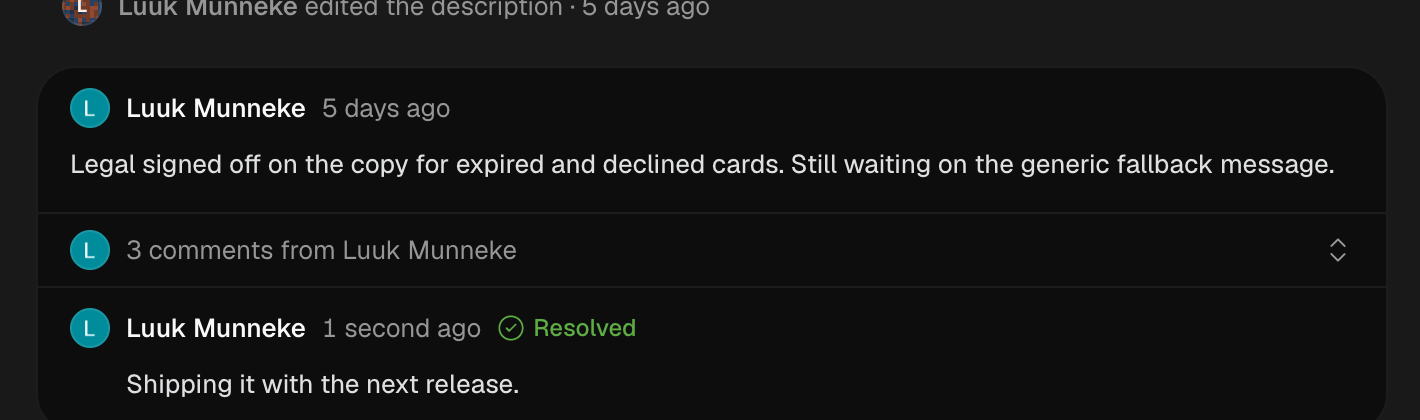 L Luuk Munneke edited the description · 5 days ago
L Luuk Munneke 5 days ago
Legal signed off on the copy for expired and declined cards. Still waiting on the generic fallback message.
L 3 comments from Luuk Munneke
L Luuk Munneke 1 second ago Resolved
Shipping it with the next release.